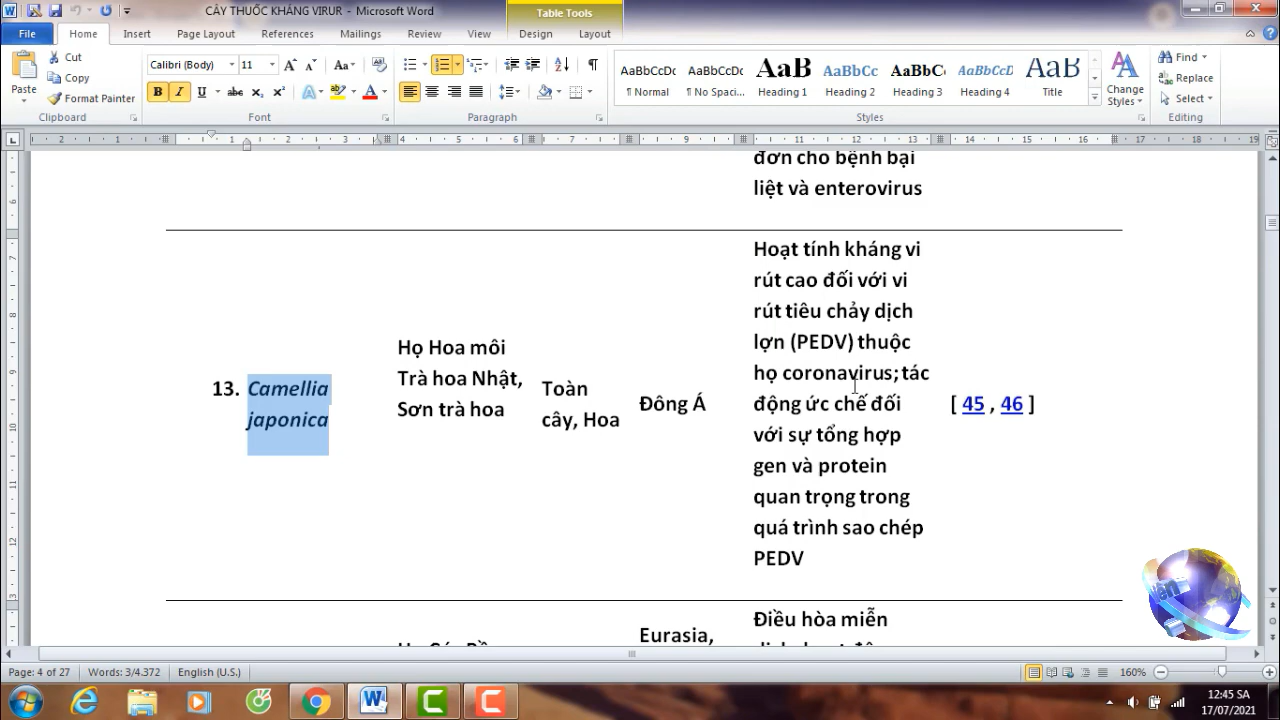 CÂY THUỐC KHÁNG VIRUR - Microsoft Word
Table Tools
File Home Insert Page Layout References Mailings Review View Design Layout
Paste
Cut
Copy
Format Painter
Clipboard
Calibri (Body) 11
Font
Paragraph
AaBbCcDc
¶ Normal
AaBbCcDc
¶ No Spaci...
AaB
Heading 1
AaBbCc
Heading 2
AaBbC
Heading 3
AaBbCcDc
Heading 4
AaB
Title
Change
Styles
Styles
Find
Replace
Select
Editing
đơn cho bệnh bại
liệt và enterovirus
13. Camellia
japonica
Họ Hoa môi
Trà hoa Nhật,
Sơn trà hoa
Toàn
cây, Hoa
Đông Á
Hoạt tính kháng vi
rút cao đối với vi
rút tiêu chảy dịch
lợn (PEDV) thuộc
họ coronavirus; tác
động ức chế đối
với sự tổng hợp
gen và protein
quan trọng trong
quá trình sao chép
PEDV
[ 45 , 46 ]
Eurasia,
Điều hòa miễn
Page: 4 of 27 Words: 3/4.372 English (U.S.) 160%
12:45 SA
17/07/2021